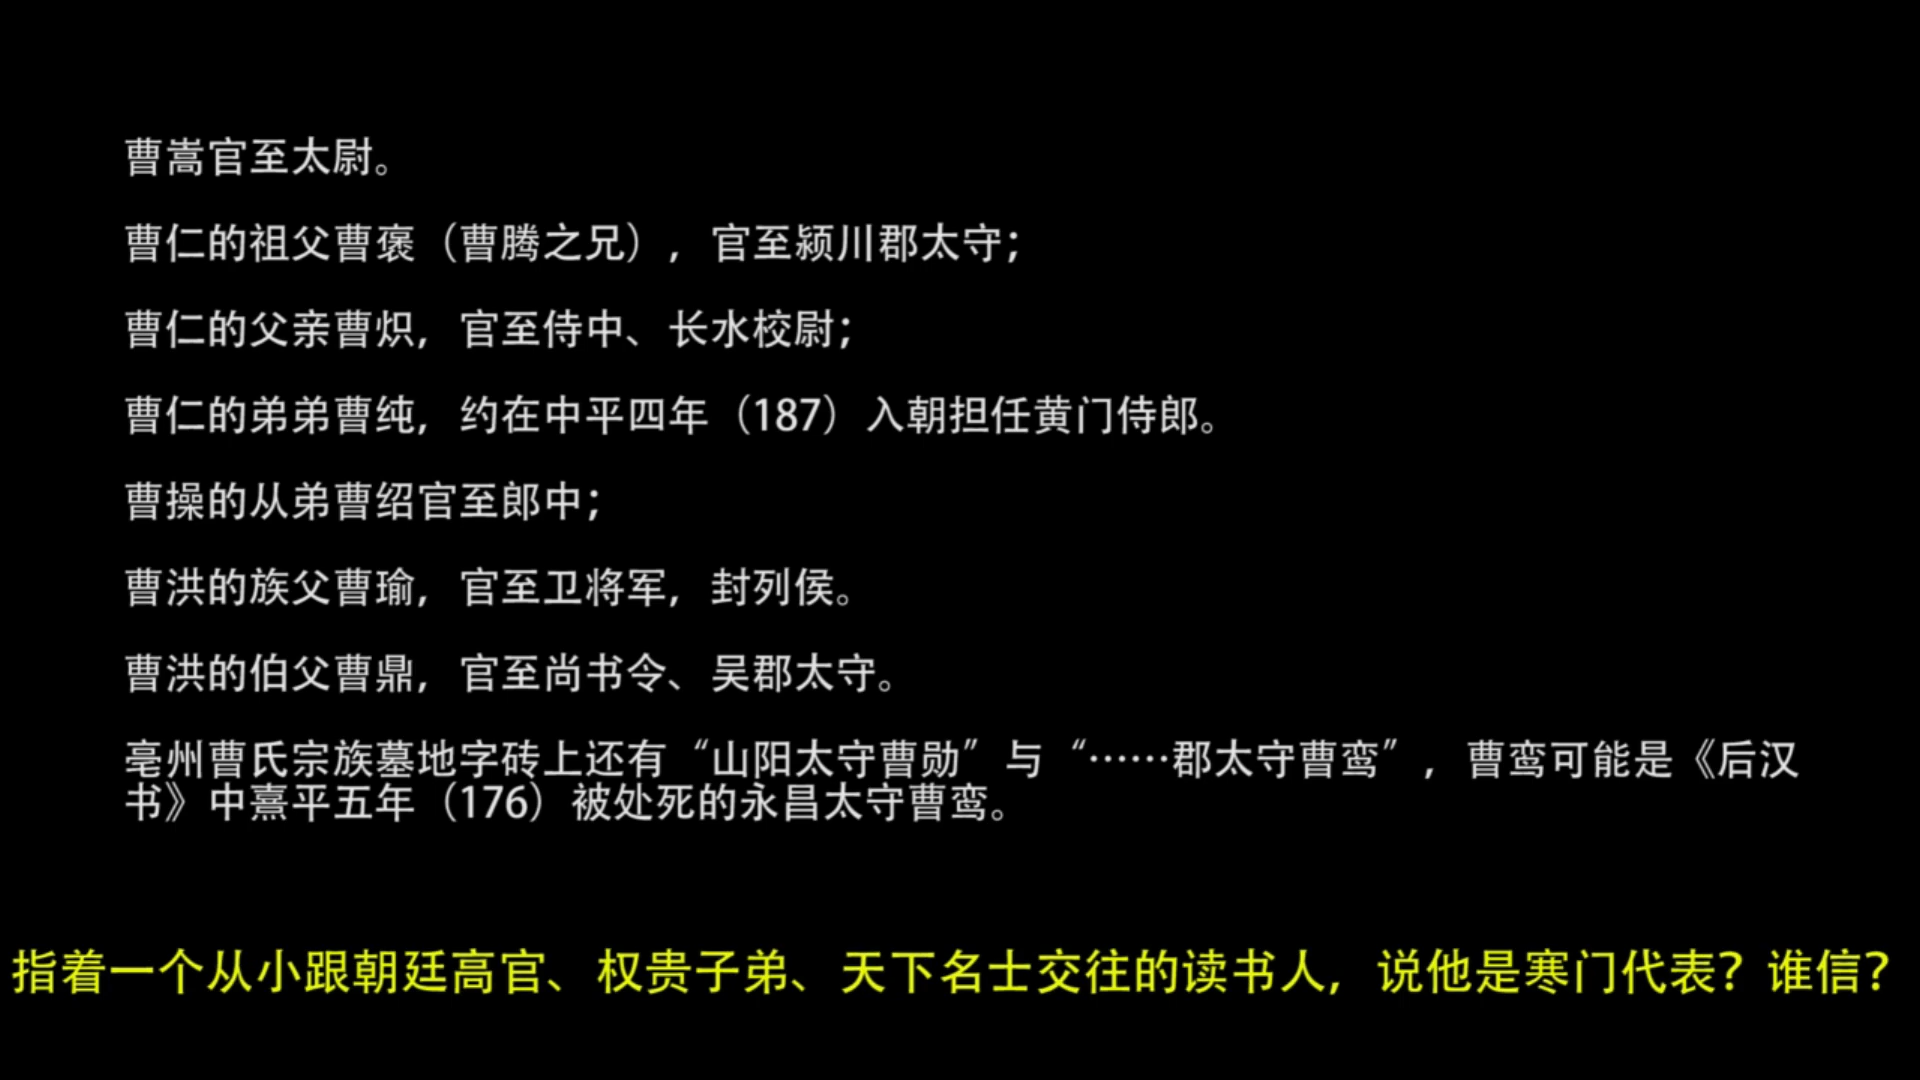 曹嵩官至太尉。
曹仁的祖父曹褒（曹腾之兄），官至颍川郡太守；
曹仁的父亲曹炽，官至侍中、长水校尉；
曹仁的弟弟曹纯，约在中平四年（187）入朝担任黄门侍郎。
曹操的从弟曹绍官至郎中；
曹洪的族父曹瑜，官至卫将军，封列侯。
曹洪的伯父曹鼎，官至尚书令、吴郡太守。
亳州曹氏宗族墓地字砖上还有“山阳太守曹勋”与“……郡太守曹鸾”，曹鸾可能是《后汉
书》中熹平五年（176）被处死的永昌太守曹鸾。
指着一个从小跟朝廷高官、权贵子弟、天下名士交往的读书人，说他是寒门代表？谁信？